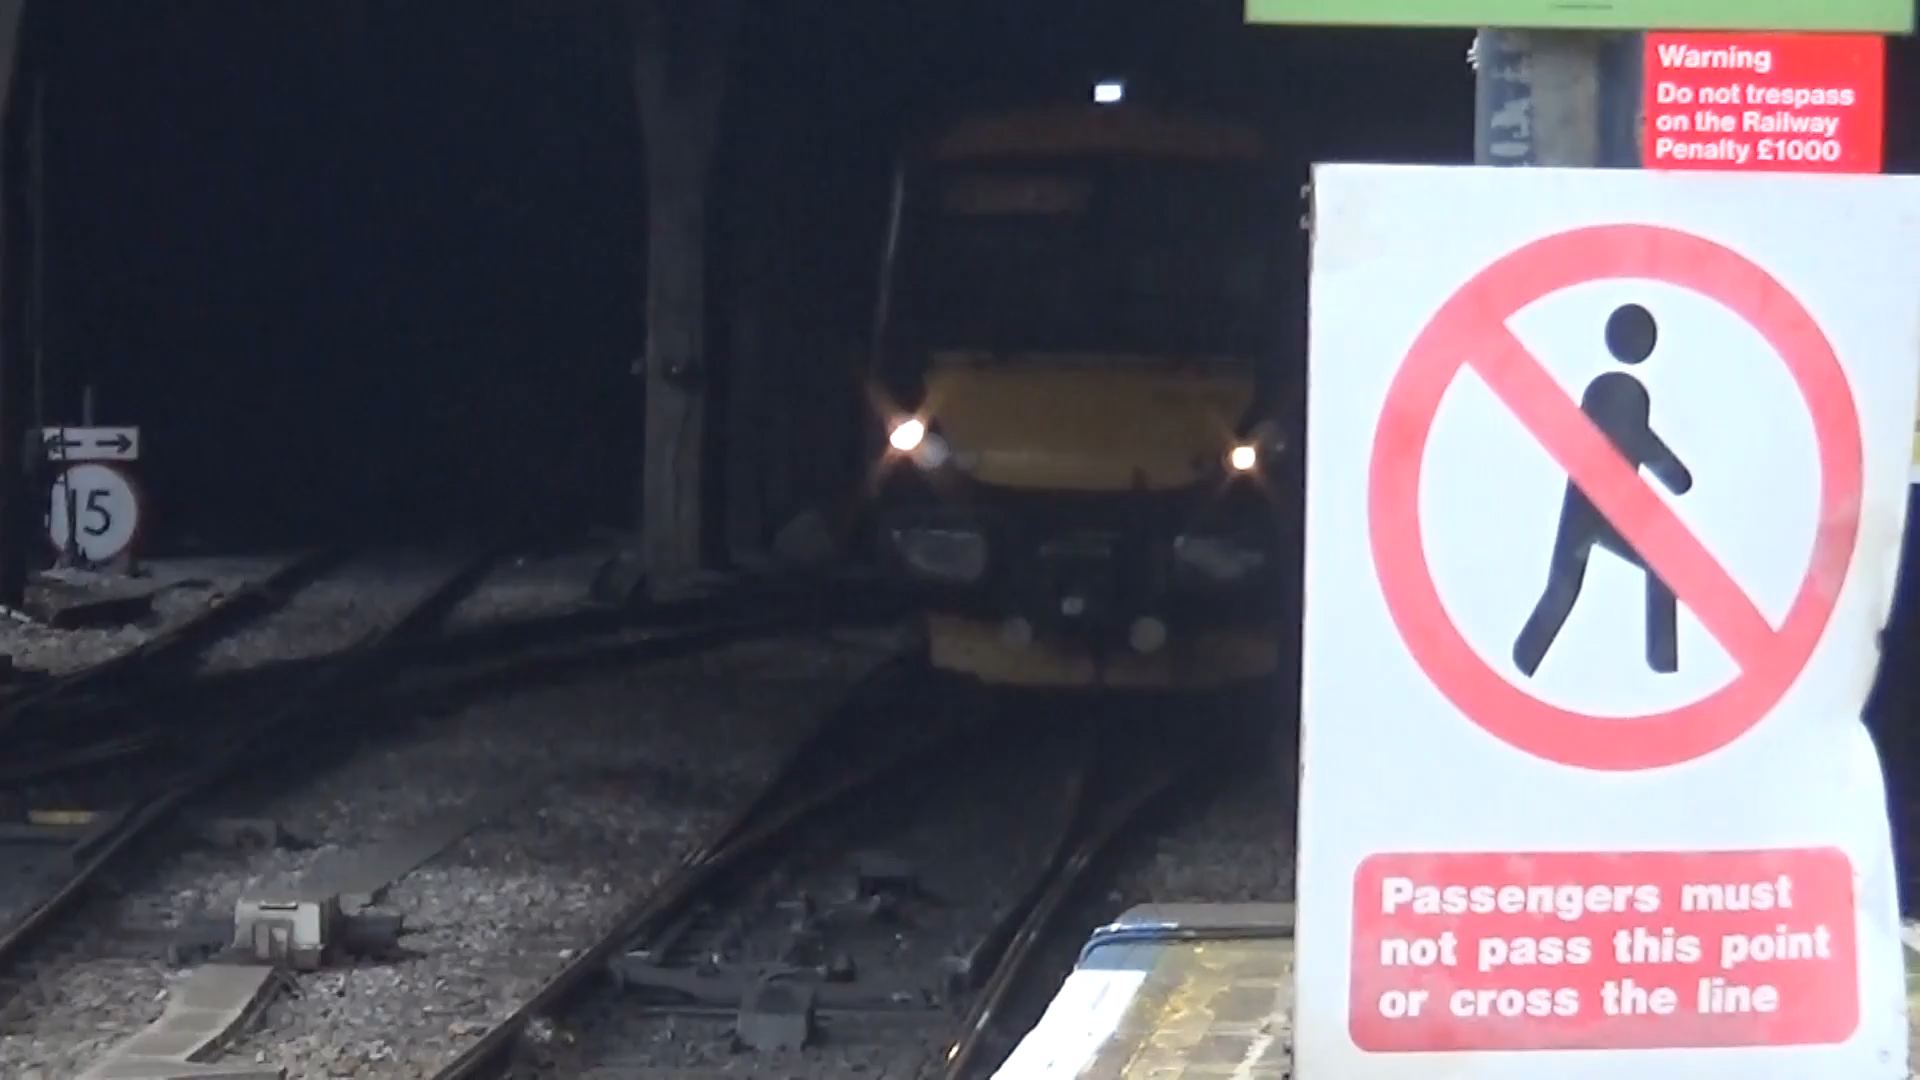 Warning
Do not trespass
on the Railway
Penalty £1000
15
Passengers must
not pass this point
or cross the line